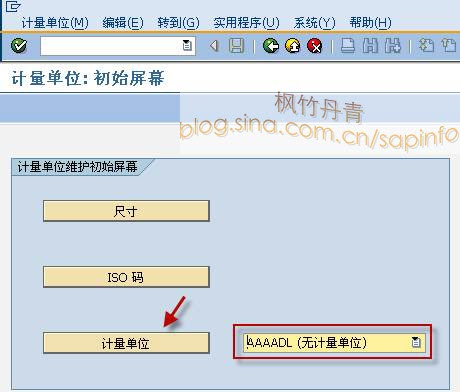 计量单位(M) 编辑(E) 转到(G) 实用程序(U) 系统(Y) 帮助(H)
计量单位: 初始屏幕
枫竹丹青
blog.sina.com.cn/sapinfo
计量单位维护初始屏幕
尺寸
ISO 码
计量单位 AAAADL (无计量单位)